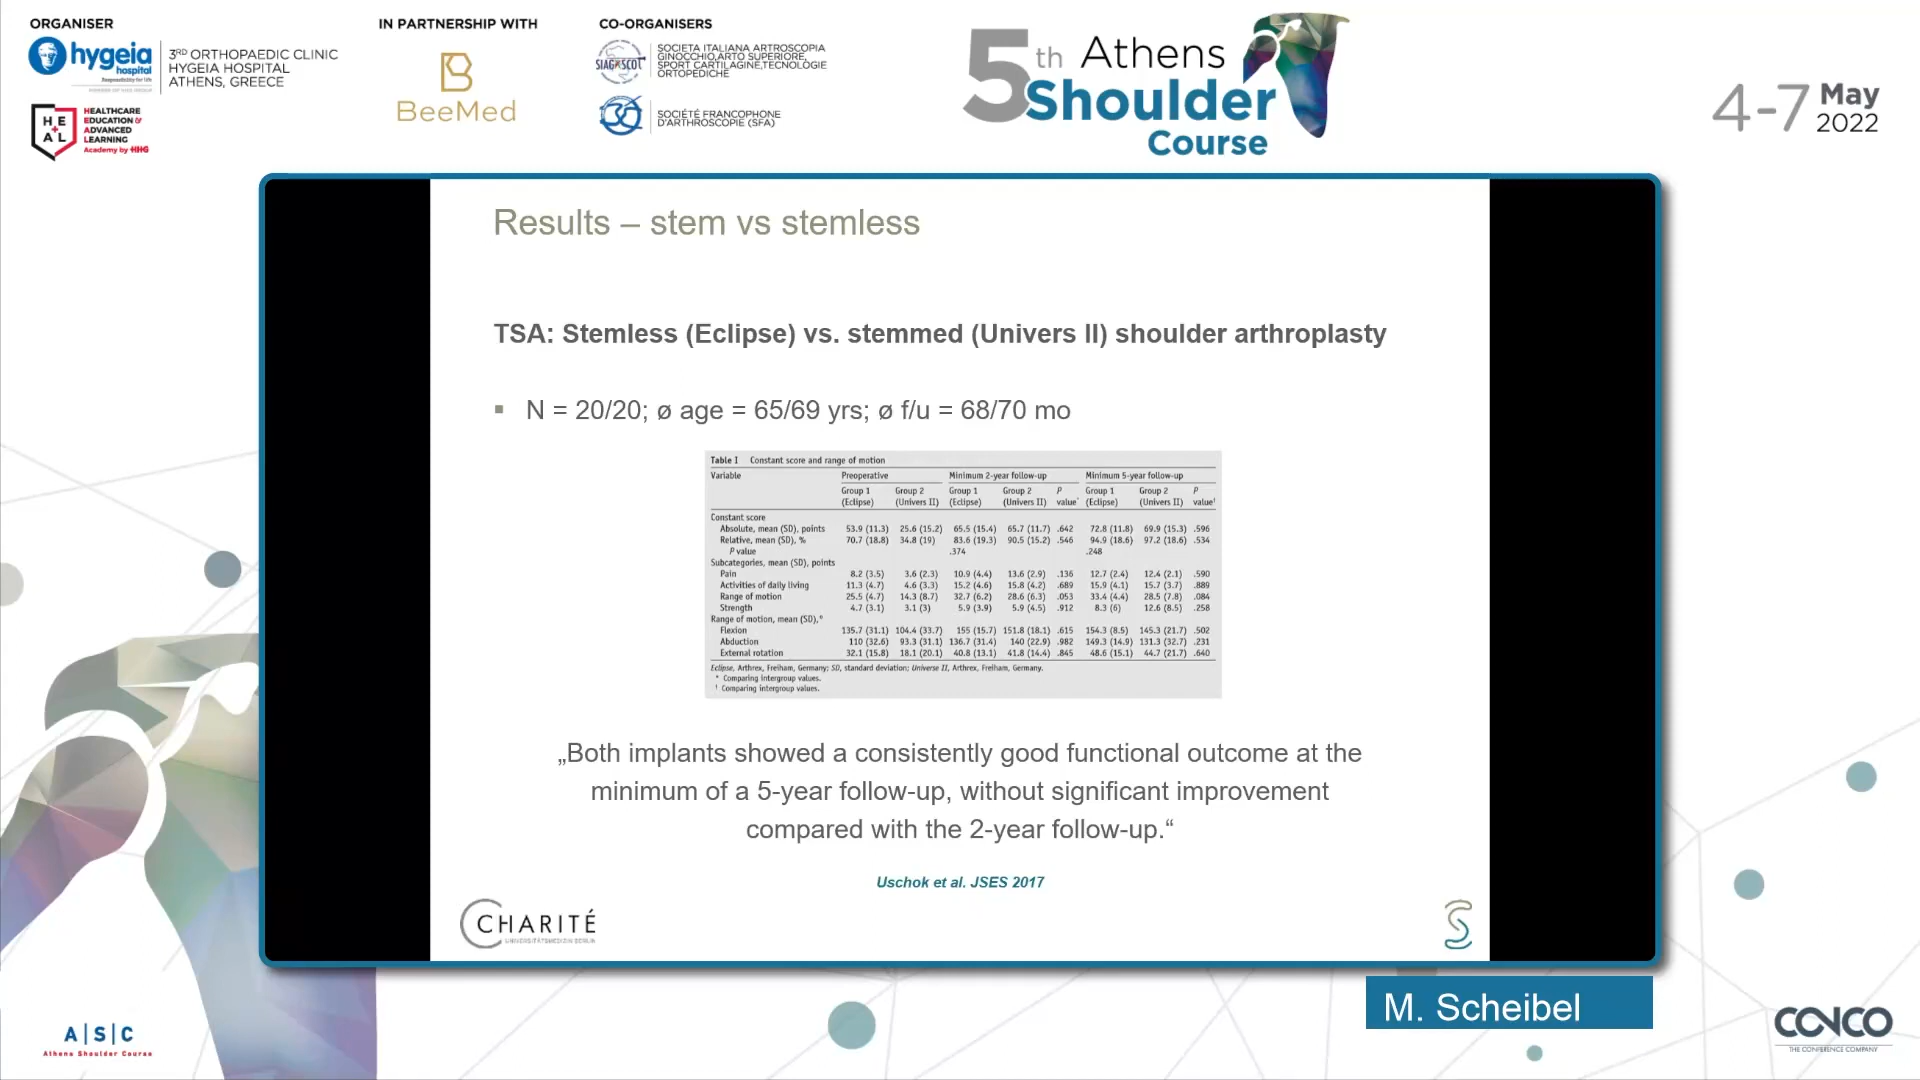 ORGANISER
hygeia
hospital
3RD ORTHOPAEDIC CLINIC
HYGEIA HOSPITAL
ATHENS, GREECE
HEAL
HEALTHCARE
EDUCATION &
ADVANCED
LEARNING
Academy by HHG
IN PARTNERSHIP WITH
BeeMed
CO-ORGANISERS
SIAGASCOT
SOCIETA ITALIANA ARTROSCOPIA
GINOCCHIO,ARTO SUPERIORE,
SPORT CARTILAGINE,TECNOLOGIE
ORTOPEDICHE
SOCIÉTÉ FRANCOPHONE
D'ARTHROSCOPIE (SFA)
5th Athens
Shoulder
Course
4-7 May
2022
Results – stem vs stemless
TSA: Stemless (Eclipse) vs. stemmed (Univers II) shoulder arthroplasty
▪ N = 20/20; ø age = 65/69 yrs; ø f/u = 68/70 mo
Table I Constant score and range of motion
Variable Preoperative Minimum 2-year follow-up Minimum 5-year follow-up
Group 1 Group 2 Group 1 Group 2 P Group 1 Group 2 P
(Eclipse) (Univers II) (Eclipse) (Univers II) value* (Eclipse) (Univers II) value†
Constant score
Absolute, mean (SD), points 53.9 (11.3) 25.6 (15.2) 65.5 (15.4) 65.7 (11.7) .642 72.8 (11.8) 69.9 (15.3) .596
Relative, mean (SD), % 70.7 (18.8) 34.8 (19) 83.6 (19.3) 90.5 (15.2) .546 94.9 (18.6) 97.2 (18.6) .534
P value .374 .248
Subcategories, mean (SD), points
Pain 8.2 (3.5) 3.6 (2.3) 10.9 (4.4) 13.6 (2.9) .136 12.7 (2.4) 12.4 (2.1) .590
Activities of daily living 11.3 (4.7) 4.6 (3.3) 15.2 (4.6) 15.8 (4.2) .689 15.9 (4.1) 15.7 (3.7) .889
Range of motion 25.5 (4.7) 14.3 (8.7) 32.7 (6.2) 28.6 (6.3) .053 33.4 (4.4) 28.5 (7.8) .084
Strength 4.7 (3.1) 3.1 (3) 5.9 (3.9) 5.9 (4.5) .912 8.3 (6) 12.6 (8.5) .258
Range of motion, mean (SD),°
Flexion 135.7 (31.1) 104.4 (33.7) 155 (15.7) 151.8 (18.1) .615 154.3 (8.5) 145.3 (21.7) .502
Abduction 110 (32.6) 93.3 (31.1) 136.7 (31.4) 140 (22.9) .982 149.3 (14.9) 131.3 (32.7) .231
External rotation 32.1 (15.8) 18.1 (20.1) 40.8 (13.1) 41.8 (14.4) .845 48.6 (15.1) 44.7 (21.7) .640
Eclipse, Arthrex, Freiham, Germany; SD, standard deviation; Universe II, Arthrex, Freiham, Germany.
* Comparing intergroup values.
† Comparing intergroup values.
„Both implants showed a consistently good functional outcome at the
minimum of a 5-year follow-up, without significant improvement
compared with the 2-year follow-up.“
Uschok et al. JSES 2017
CHARITÉ
UNIVERSITÄTSMEDIZIN BERLIN
M. Scheibel
A|S|C
Athens Shoulder Course
CONCO
THE CONFERENCE COMPANY